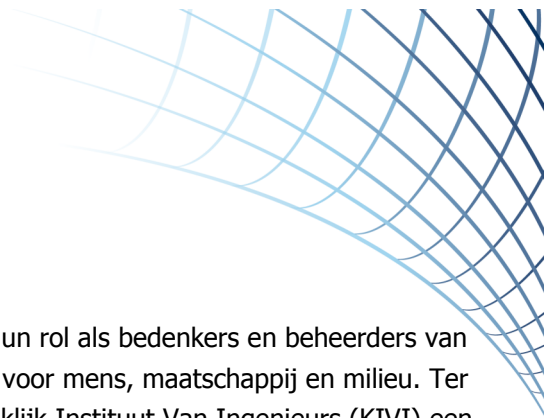 un rol als bedenkers en beheerders van
voor mens, maatschappij en milieu. Ter
klijk Instituut Van Ingenieurs (KIVI) een